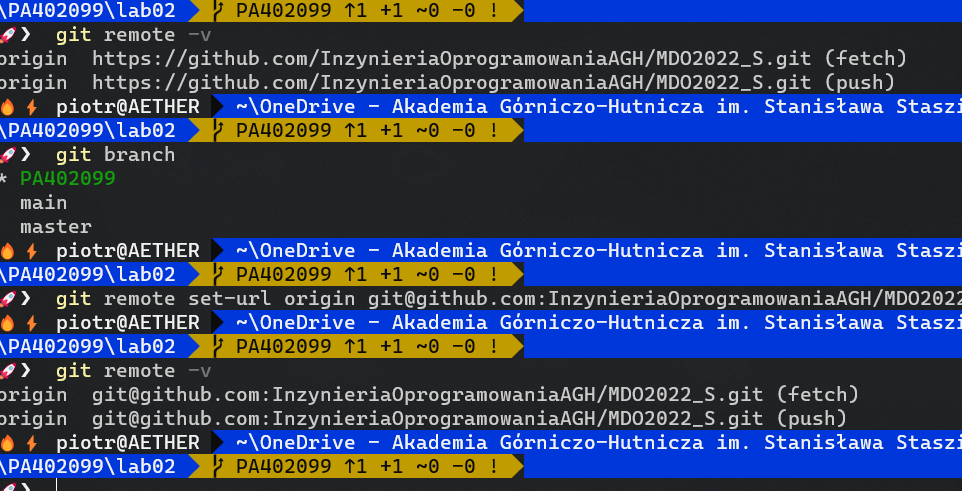 \PA402099\lab02 PA402099 ↑1 +1 ~0 -0 !
❯ git remote -v
origin https://github.com/InzynieriaOprogramowaniaAGH/MDO2022_S.git (fetch)
origin https://github.com/InzynieriaOprogramowaniaAGH/MDO2022_S.git (push)
piotr@AETHER ~\OneDrive - Akademia Górniczo-Hutnicza im. Stanisława Staszi
\PA402099\lab02 PA402099 ↑1 +1 ~0 -0 !
❯ git branch
* PA402099
main
master
piotr@AETHER ~\OneDrive - Akademia Górniczo-Hutnicza im. Stanisława Staszi
\PA402099\lab02 PA402099 ↑1 +1 ~0 -0 !
❯ git remote set-url origin git@github.com:InzynieriaOprogramowaniaAGH/MDO2022
piotr@AETHER ~\OneDrive - Akademia Górniczo-Hutnicza im. Stanisława Staszi
\PA402099\lab02 PA402099 ↑1 +1 ~0 -0 !
❯ git remote -v
origin git@github.com:InzynieriaOprogramowaniaAGH/MDO2022_S.git (fetch)
origin git@github.com:InzynieriaOprogramowaniaAGH/MDO2022_S.git (push)
piotr@AETHER ~\OneDrive - Akademia Górniczo-Hutnicza im. Stanisława Staszi
\PA402099\lab02 PA402099 ↑1 +1 ~0 -0 !
❯